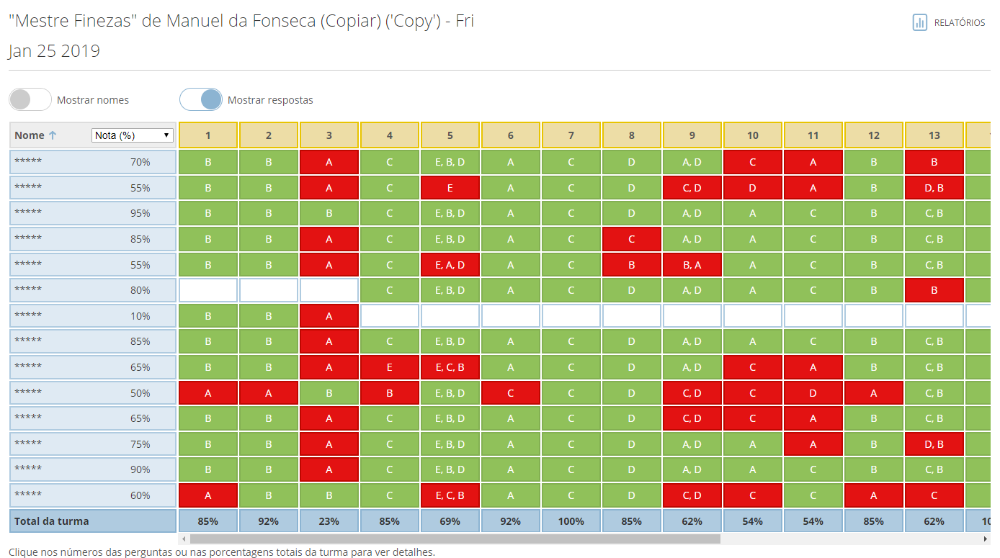 "Mestre Finezas" de Manuel da Fonseca (Copiar) ('Copy') - Fri
RELATÓRIOS
Jan 25 2019
Mostrar nomes Mostrar respostas
Nome Nota (%) 1 2 3 4 5 6 7 8 9 10 11 12 13
***** 70% B B A C E, B, D A C D A, D C A B B
***** 55% B B A C E A C D C, D D A B D, B
***** 95% B B B C E, B, D A C D A, D A C B C, B
***** 85% B B A C E, B, D A C C A, D A C B C, B
***** 55% B B A C E, A, D A C B B, A A C B C, B
***** 80% C E, B, D A C D A, D A C B B
***** 10% B B A
***** 85% B B A C E, B, D A C D A, D A C B C, B
***** 65% B B A E E, C, B A C D A, D C A B C, B
***** 50% A A B B E, B, D C C D C, D C D A C, B
***** 65% B B A C E, B, D A C D C, D C A B C, B
***** 75% B B A C E, B, D A C D A, D A A B D, B
***** 90% B B A C E, B, D A C D A, D A C B C, B
***** 60% A B B C E, C, B A C D C, D C C A C
Total da turma 85% 92% 23% 85% 69% 92% 100% 85% 62% 54% 54% 85% 62%
Clique nos números das perguntas ou nas porcentagens totais da turma para ver detalhes.